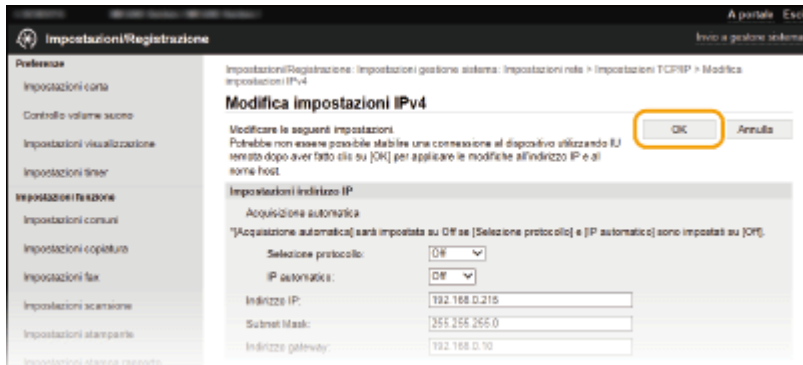 A portale Esc
Impostazioni/Registrazione
Invio a gestore sistema
Preferenze
Impostazioni carta
Controllo volume suono
Impostazioni visualizzazione
Impostazioni timer
Impostazioni funzione
Impostazioni comuni
Impostazioni copiatura
Impostazioni fax
Impostazioni scansione
Impostazioni stampante
Impostazioni/Registrazione: Impostazioni gestione sistema: Impostazioni rete > Impostazioni TCP/IP > Modifica
impostazioni IPv4
Modifica impostazioni IPv4
Modificare le seguenti impostazioni.
Potrebbe non essere possibile stabilire una connessione al dispositivo utilizzando IU
remota dopo aver fatto clic su [OK] per applicare le modifiche all'indirizzo IP e al
nome host.
OK Annulla
Impostazioni indirizzo IP
Acquisizione automatica
*[Acquisizione automatica] sarà impostata su Off se [Selezione protocollo] e [IP automatico] sono impostati su [Off].
Selezione protocollo: Off
IP automatico: Off
Indirizzo IP: 192.168.0.215
Subnet Mask: 255.255.255.0
Indirizzo gateway: 192.168.0.10